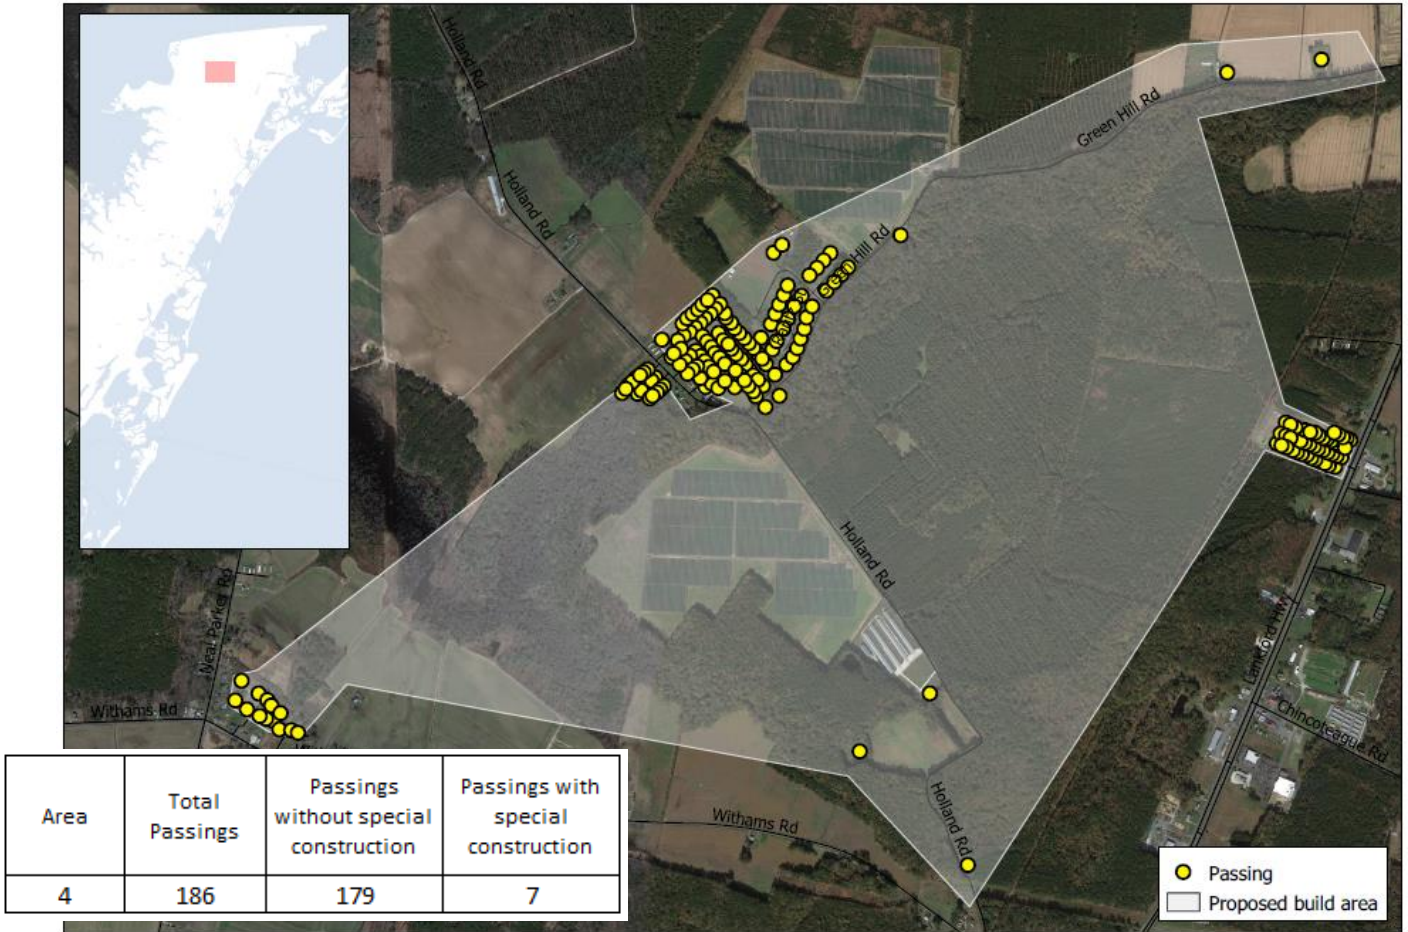 Holland Rd
Green Hill Rd
Holland Rd
Hill Rd
Holland Rd
Neal Parker Rd
Lankford Hw
Withams Rd
Chincoteague Rd
Holland Rd
Withams Rd
Area
Total
Passings
Passings
without special
construction
Passings with
special
construction
4
186
179
7
Passing
Proposed build area